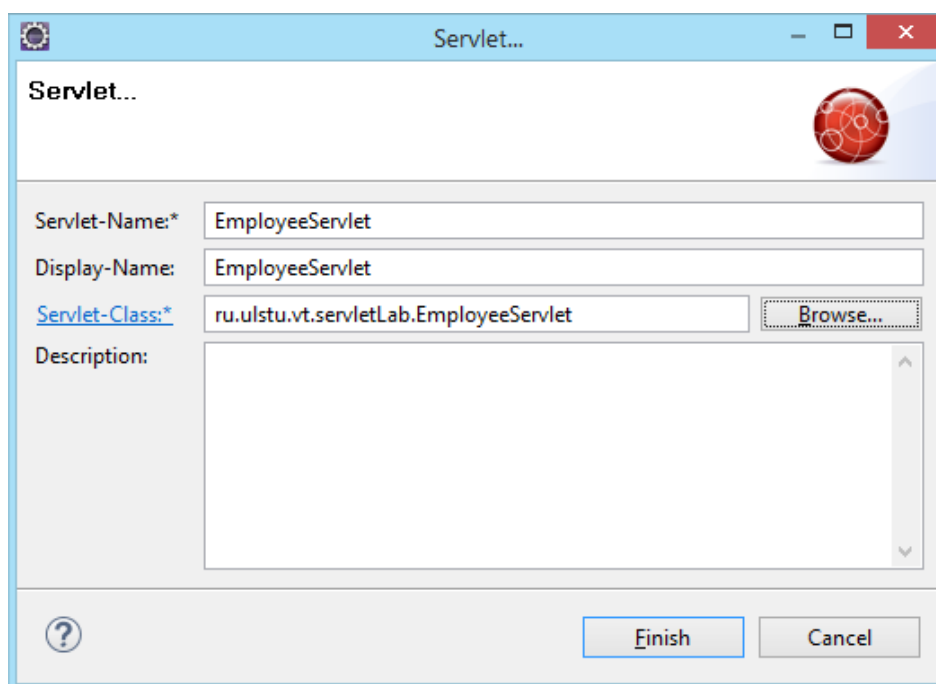 Servlet...
Servlet...
Servlet-Name:* EmployeeServlet
Display-Name: EmployeeServlet
Servlet-Class:* ru.ulstu.vt.servletLab.EmployeeServlet Browse...
Description:
? Finish Cancel